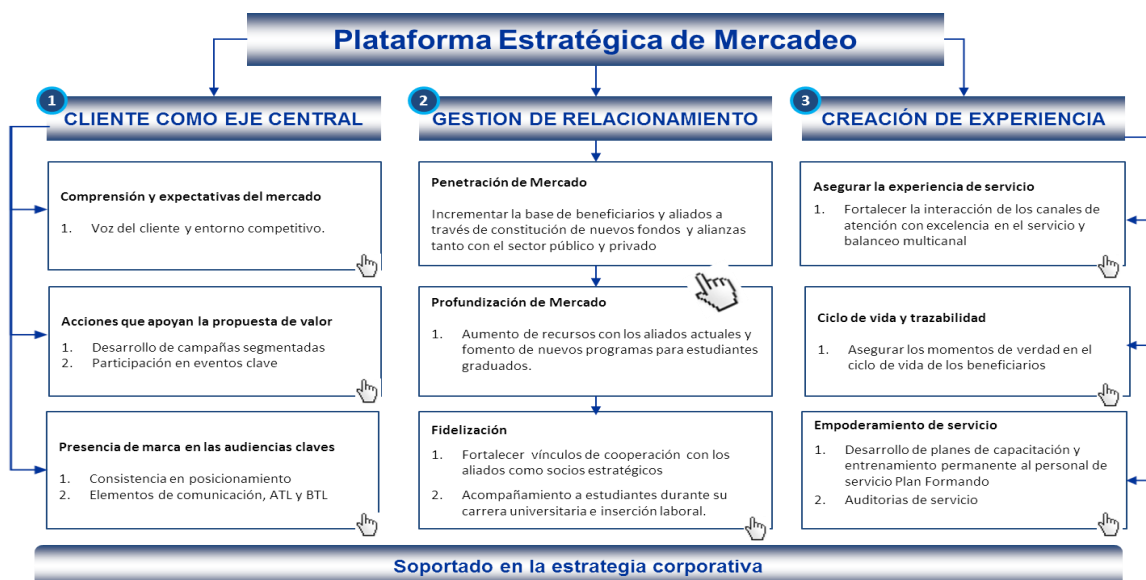 Plataforma Estratégica de Mercadeo
1
CLIENTE COMO EJE CENTRAL
Comprensión y expectativas del mercado
1. Voz del cliente y entorno competitivo.
Acciones que apoyan la propuesta de valor
1. Desarrollo de campañas segmentadas
2. Participación en eventos clave
Presencia de marca en las audiencias claves
1. Consistencia en posicionamiento
2. Elementos de comunicación, ATL y BTL
2
GESTION DE RELACIONAMIENTO
Penetración de Mercado
Incrementar la base de beneficiarios y aliados a
través de constitución de nuevos fondos y alianzas
tanto con el sector público y privado
Profundización de Mercado
1. Aumento de recursos con los aliados actuales y
fomento de nuevos programas para estudiantes
graduados.
Fidelización
1. Fortalecer vínculos de cooperación con los
aliados como socios estratégicos
2. Acompañamiento a estudiantes durante su
carrera universitaria e inserción laboral.
3
CREACIÓN DE EXPERIENCIA
Asegurar la experiencia de servicio
1. Fortalecer la interacción de los canales de
atención con excelencia en el servicio y
balanceo multicanal
Ciclo de vida y trazabilidad
1. Asegurar los momentos de verdad en el
ciclo de vida de los beneficiarios
Empoderamiento de servicio
1. Desarrollo de planes de capacitación y
entrenamiento permanente al personal de
servicio Plan Formando
2. Auditorias de servicio
Soportado en la estrategia corporativa